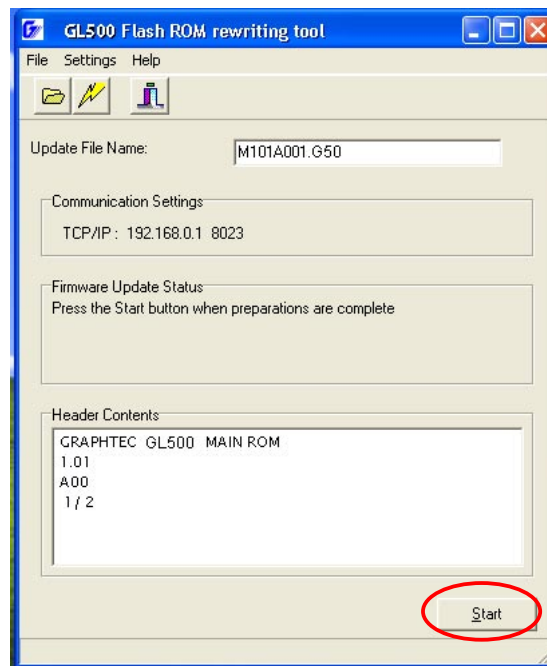 GL500 Flash ROM rewriting tool
File Settings Help
Update File Name: M101A001.G50
Communication Settings
TCP/IP : 192.168.0.1 8023
Firmware Update Status
Press the Start button when preparations are complete
Header Contents
GRAPHTEC GL500 MAIN ROM
1.01
A00
1 / 2
Start